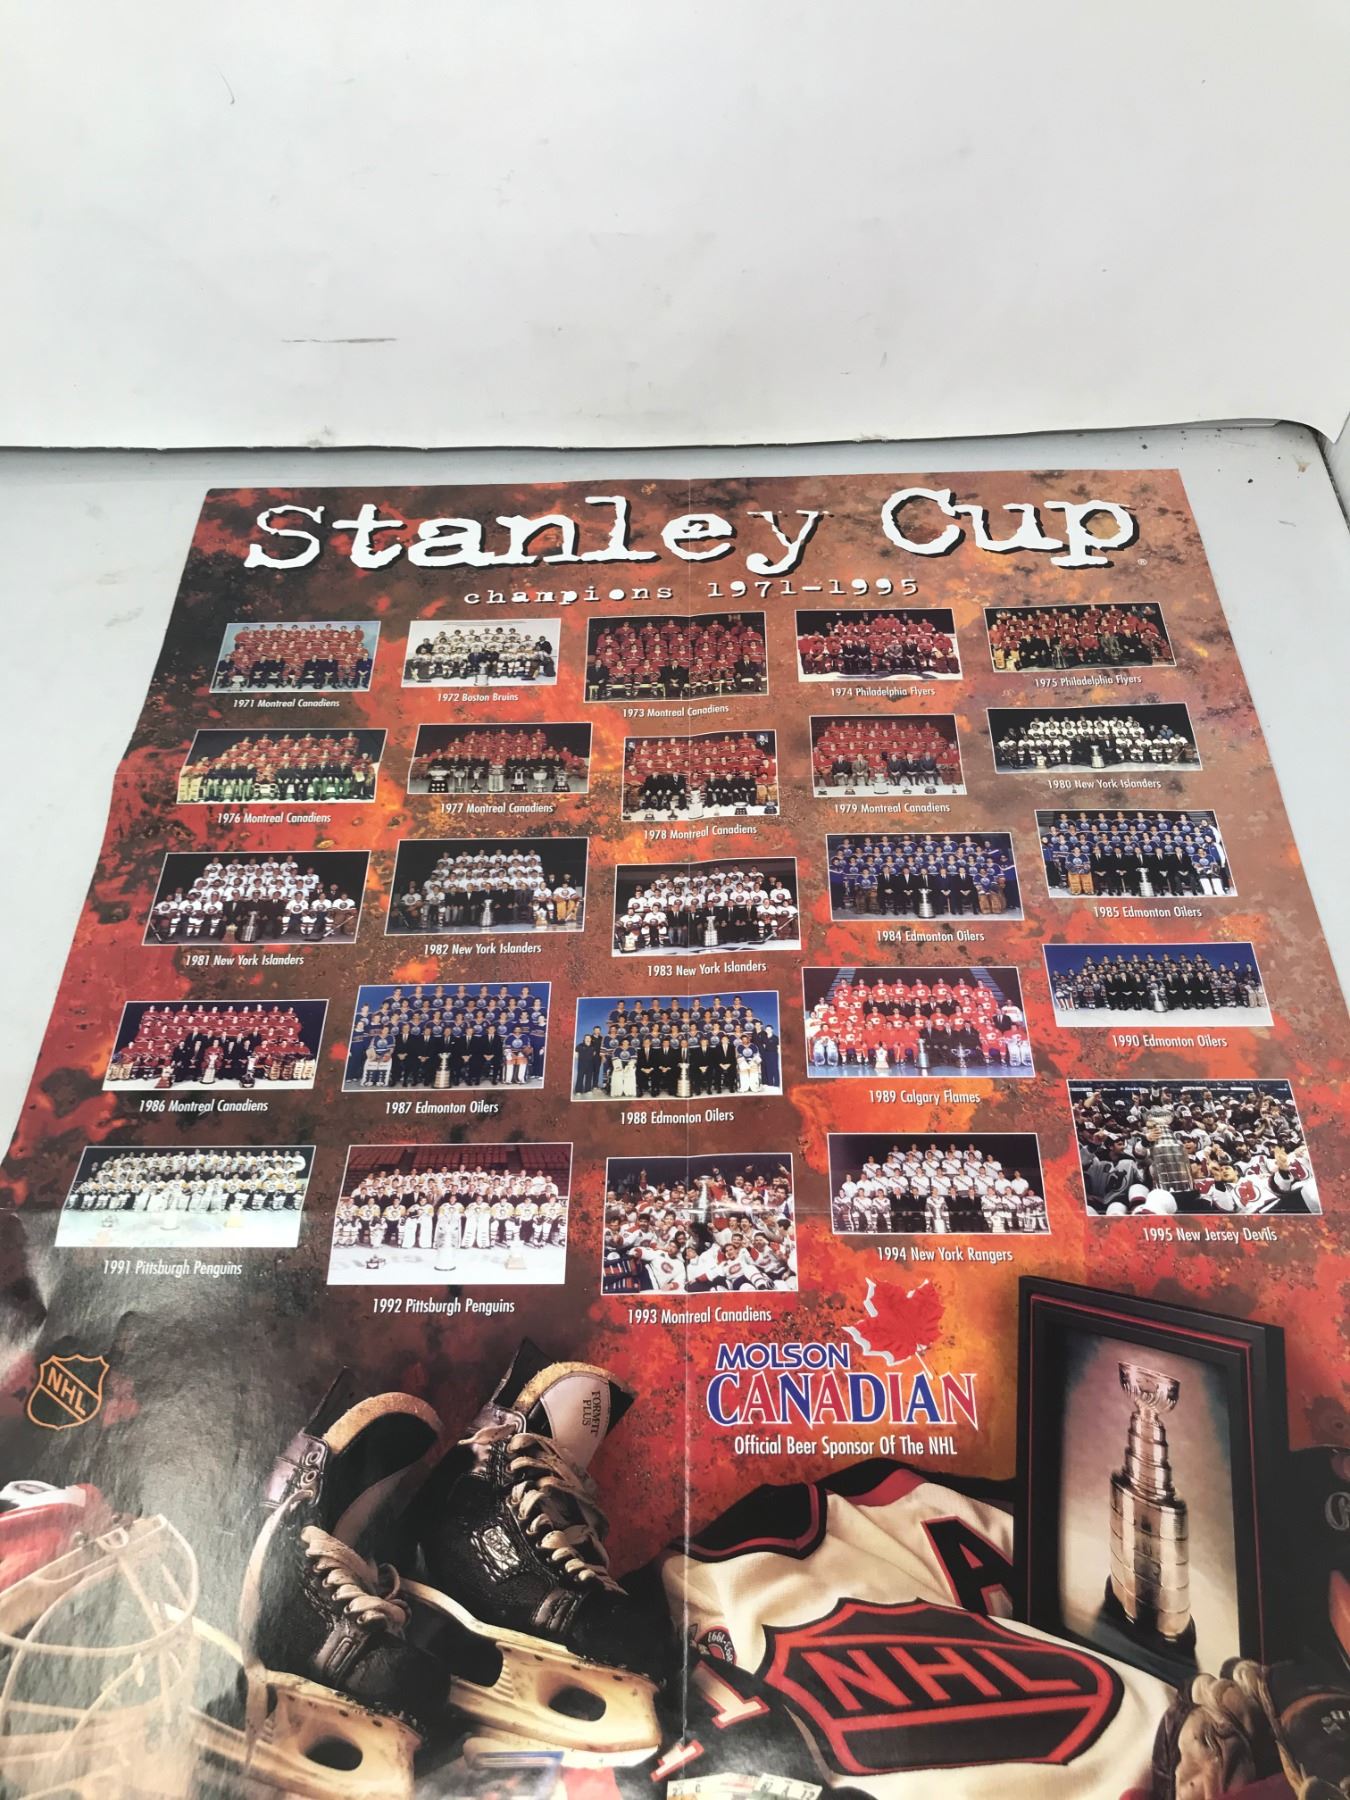 Stanley Cup
®
champions 1971-1995
1971 Montreal Canadiens
1972 Boston Bruins
1973 Montreal Canadiens
1974 Philadelphia Flyers
1975 Philadelphia Flyers
1976 Montreal Canadiens
1977 Montreal Canadiens
1978 Montreal Canadiens
1979 Montreal Canadiens
1980 New York Islanders
1981 New York Islanders
1982 New York Islanders
1983 New York Islanders
1984 Edmonton Oilers
1985 Edmonton Oilers
1986 Montreal Canadiens
1987 Edmonton Oilers
1988 Edmonton Oilers
1989 Calgary Flames
1990 Edmonton Oilers
1991 Pittsburgh Penguins
1992 Pittsburgh Penguins
1993 Montreal Canadiens
1994 New York Rangers
1995 New Jersey Devils
NHL
FORMFIT
PLUS
MOLSON
CANADIAN
Official Beer Sponsor Of The NHL
A
NHL